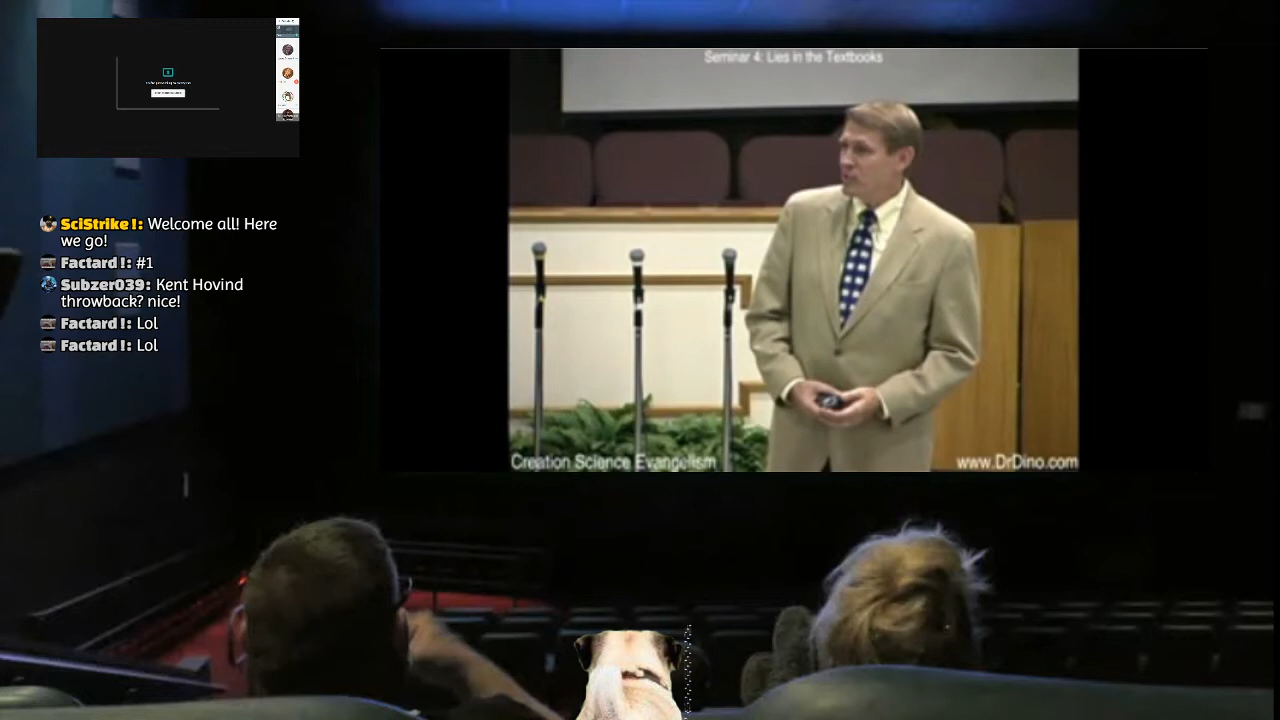 Seminar 4: Lies in the Textbooks
SciStrike !: Welcome all! Here
we go!
Factard !: #1
Subzer039: Kent Hovind
throwback? nice!
Factard !: Lol
Factard !: Lol
Creation Science Evangelism
www.DrDino.com